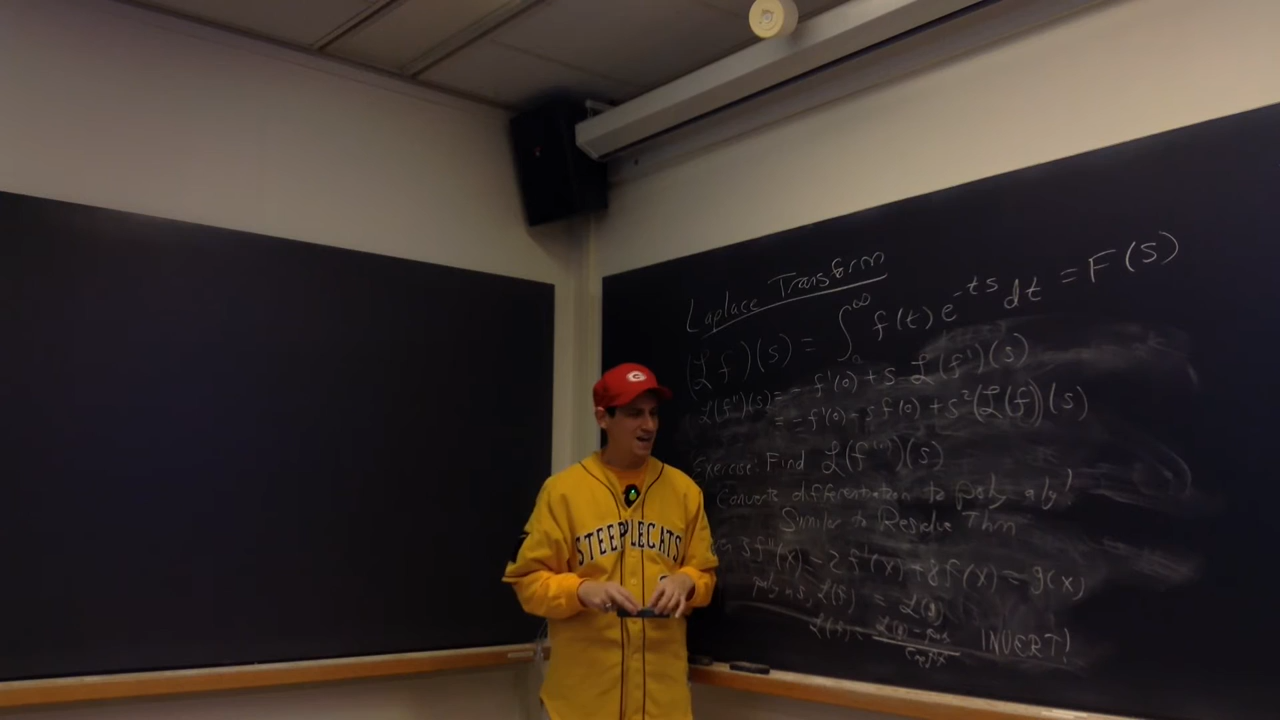 Laplace Transform
(ℒf)(s) = ∫₀^∞ f(t) e^{-ts} dt = F(s)
ℒ(f'')(s) = - f'(0) + s ℒ(f')(s)
= - f'(0) - s f(0) + s²(ℒ(f))(s)
Exercise: Find ℒ(f''')(s)
Convert differentiation to poly alg!
Similar to Residue Thm
3f''(x) - 2f'(x) + 8f(x) = g(x)
ℒ(f) = ℒ(g)
INVERT!
G
STEEPLECATS